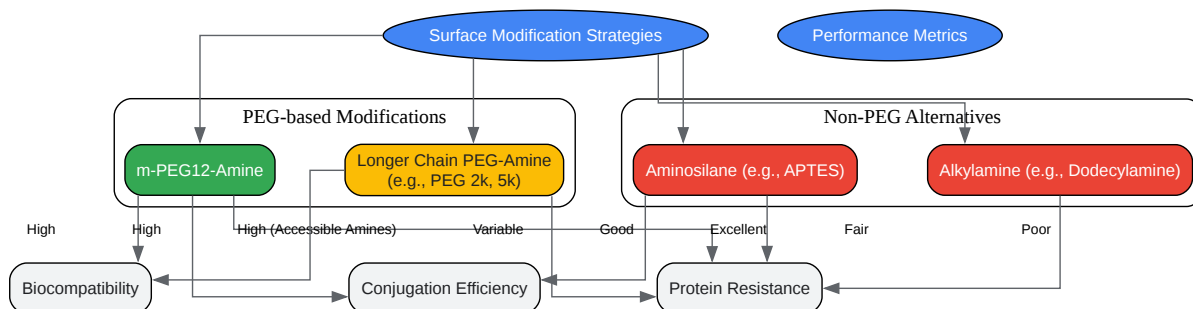 Surface Modification Strategies
Performance Metrics
PEG-based Modifications
Non-PEG Alternatives
m-PEG12-Amine
Longer Chain PEG-Amine
(e.g., PEG 2k, 5k)
Aminosilane (e.g., APTES)
Alkylamine (e.g., Dodecylamine)
High
High
High (Accessible Amines)
Variable
Good
Excellent
Fair
Poor
Biocompatibility
Conjugation Efficiency
Protein Resistance